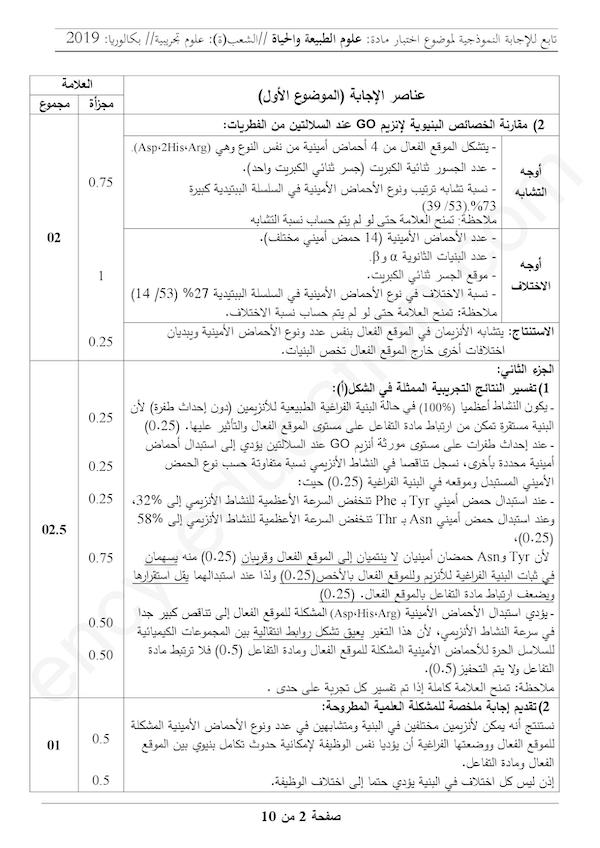 تابع للإجابة النموذجية لموضوع اختبار مادة: علوم الطبيعة والحياة //الشعب(ة): علوم تجريبية// بكالوريا: 2019
العلامة
عناصر الإجابة (الموضوع الأول)
مجموع
مجزأة
2) مقارنة الخصائص البنيوية لإنزيم GO عند السلالتين من الفطريات:
أوجه التشابه
- يتشكل الموقع الفعال من 4 أحماض أمينية من نفس النوع وهي (Asp،2His،Arg).
- عدد الجسور ثنائية الكبريت (جسر ثنائي الكبريت واحد).
- نسبة تشابه ترتيب ونوع الأحماض الأمينية في السلسلة الببتيدية كبيرة
73%.(39 /53)
ملاحظة: تمنح العلامة حتى لو لم يتم حساب نسبة التشابه
0.75
02
أوجه الاختلاف
- عدد الأحماض الأمينية (14 حمض أميني مختلف).
- عدد البنيات الثانوية α و β.
- موقع الجسر ثنائي الكبريت.
- نسبة الاختلاف في نوع الأحماض الأمينية في السلسلة الببتيدية 27% (14 /53)
ملاحظة: تمنح العلامة حتى لو لم يتم حساب نسبة الاختلاف.
1
الاستنتاج: يتشابه الأنزيمان في الموقع الفعال بنفس عدد ونوع الأحماض الأمينية ويبديان
اختلافات أخرى خارج الموقع الفعال تخص البنيات.
0.25
الجزء الثاني:
1)تفسير النتائج التجريبية الممثلة في الشكل(أ):
- يكون النشاط أعظميا (100%) في حالة البنية الفراغية الطبيعية للأنزيمين (دون إحداث طفرة) لأن
البنية مستقرة تمكن من ارتباط مادة التفاعل على مستوى الموقع الفعال والتأثير عليها. (0.25)
0.25
- عند إحداث طفرات على مستوى مورثة أنزيم GO عند السلالتين يؤدي إلى استبدال أحماض
أمينية محددة بأخرى، نسجل تناقصا في النشاط الأنزيمي نسبة متفاوتة حسب نوع الحمض
الأميني المستبدل وموقعه في البنية الفراغية (0.25) حيث:
0.25
- عند استبدال حمض أميني Tyr بـ Phe تنخفض السرعة الأعظمية للنشاط الأنزيمي إلى 32%،
وعند استبدال حمض أميني Asn بـ Thr تنخفض السرعة الأعظمية للنشاط الأنزيمي إلى 58%
(0.25)،
0.25
02.5
لأن Tyr و Asn حمضان أمينيان لا ينتميان إلى الموقع الفعال وقريبان (0.25) منه يسهمان
في ثبات البنية الفراغية للأنزيم وللموقع الفعال بالأخص(0.25) ولذا عند استبدالهما يقل استقرارها
ويضعف ارتباط مادة التفاعل بالموقع الفعال. (0.25)
0.75
- يؤدي استبدال الأحماض الأمينية (Asp،His،Arg) المشكلة للموقع الفعال إلى تناقص كبير جدا
في سرعة النشاط الأنزيمي، لأن هذا التغير يعيق تشكل روابط انتقالية بين المجموعات الكيميائية
للسلاسل الحرة للأحماض الأمينية المشكلة للموقع الفعال ومادة التفاعل (0.5) فلا ترتبط مادة
التفاعل ولا يتم التحفيز(0.5).
0.50
0.50
ملاحظة: تمنح العلامة كاملة إذا تم تفسير كل تجربة على حدى .
2)تقديم إجابة ملخصة للمشكلة العلمية المطروحة:
نستنتج أنه يمكن لأنزيمين مختلفين في البنية ومتشابهين في عدد ونوع الأحماض الأمينية المشكلة
للموقع الفعال ووضعتها الفراغية أن يؤديا نفس الوظيفة لإمكانية حدوث تكامل بنيوي بين الموقع
الفعال ومادة التفاعل.
0.5
01
إذن ليس كل اختلاف في البنية يؤدي حتما إلى اختلاف الوظيفة.
0.5
صفحة 2 من 10